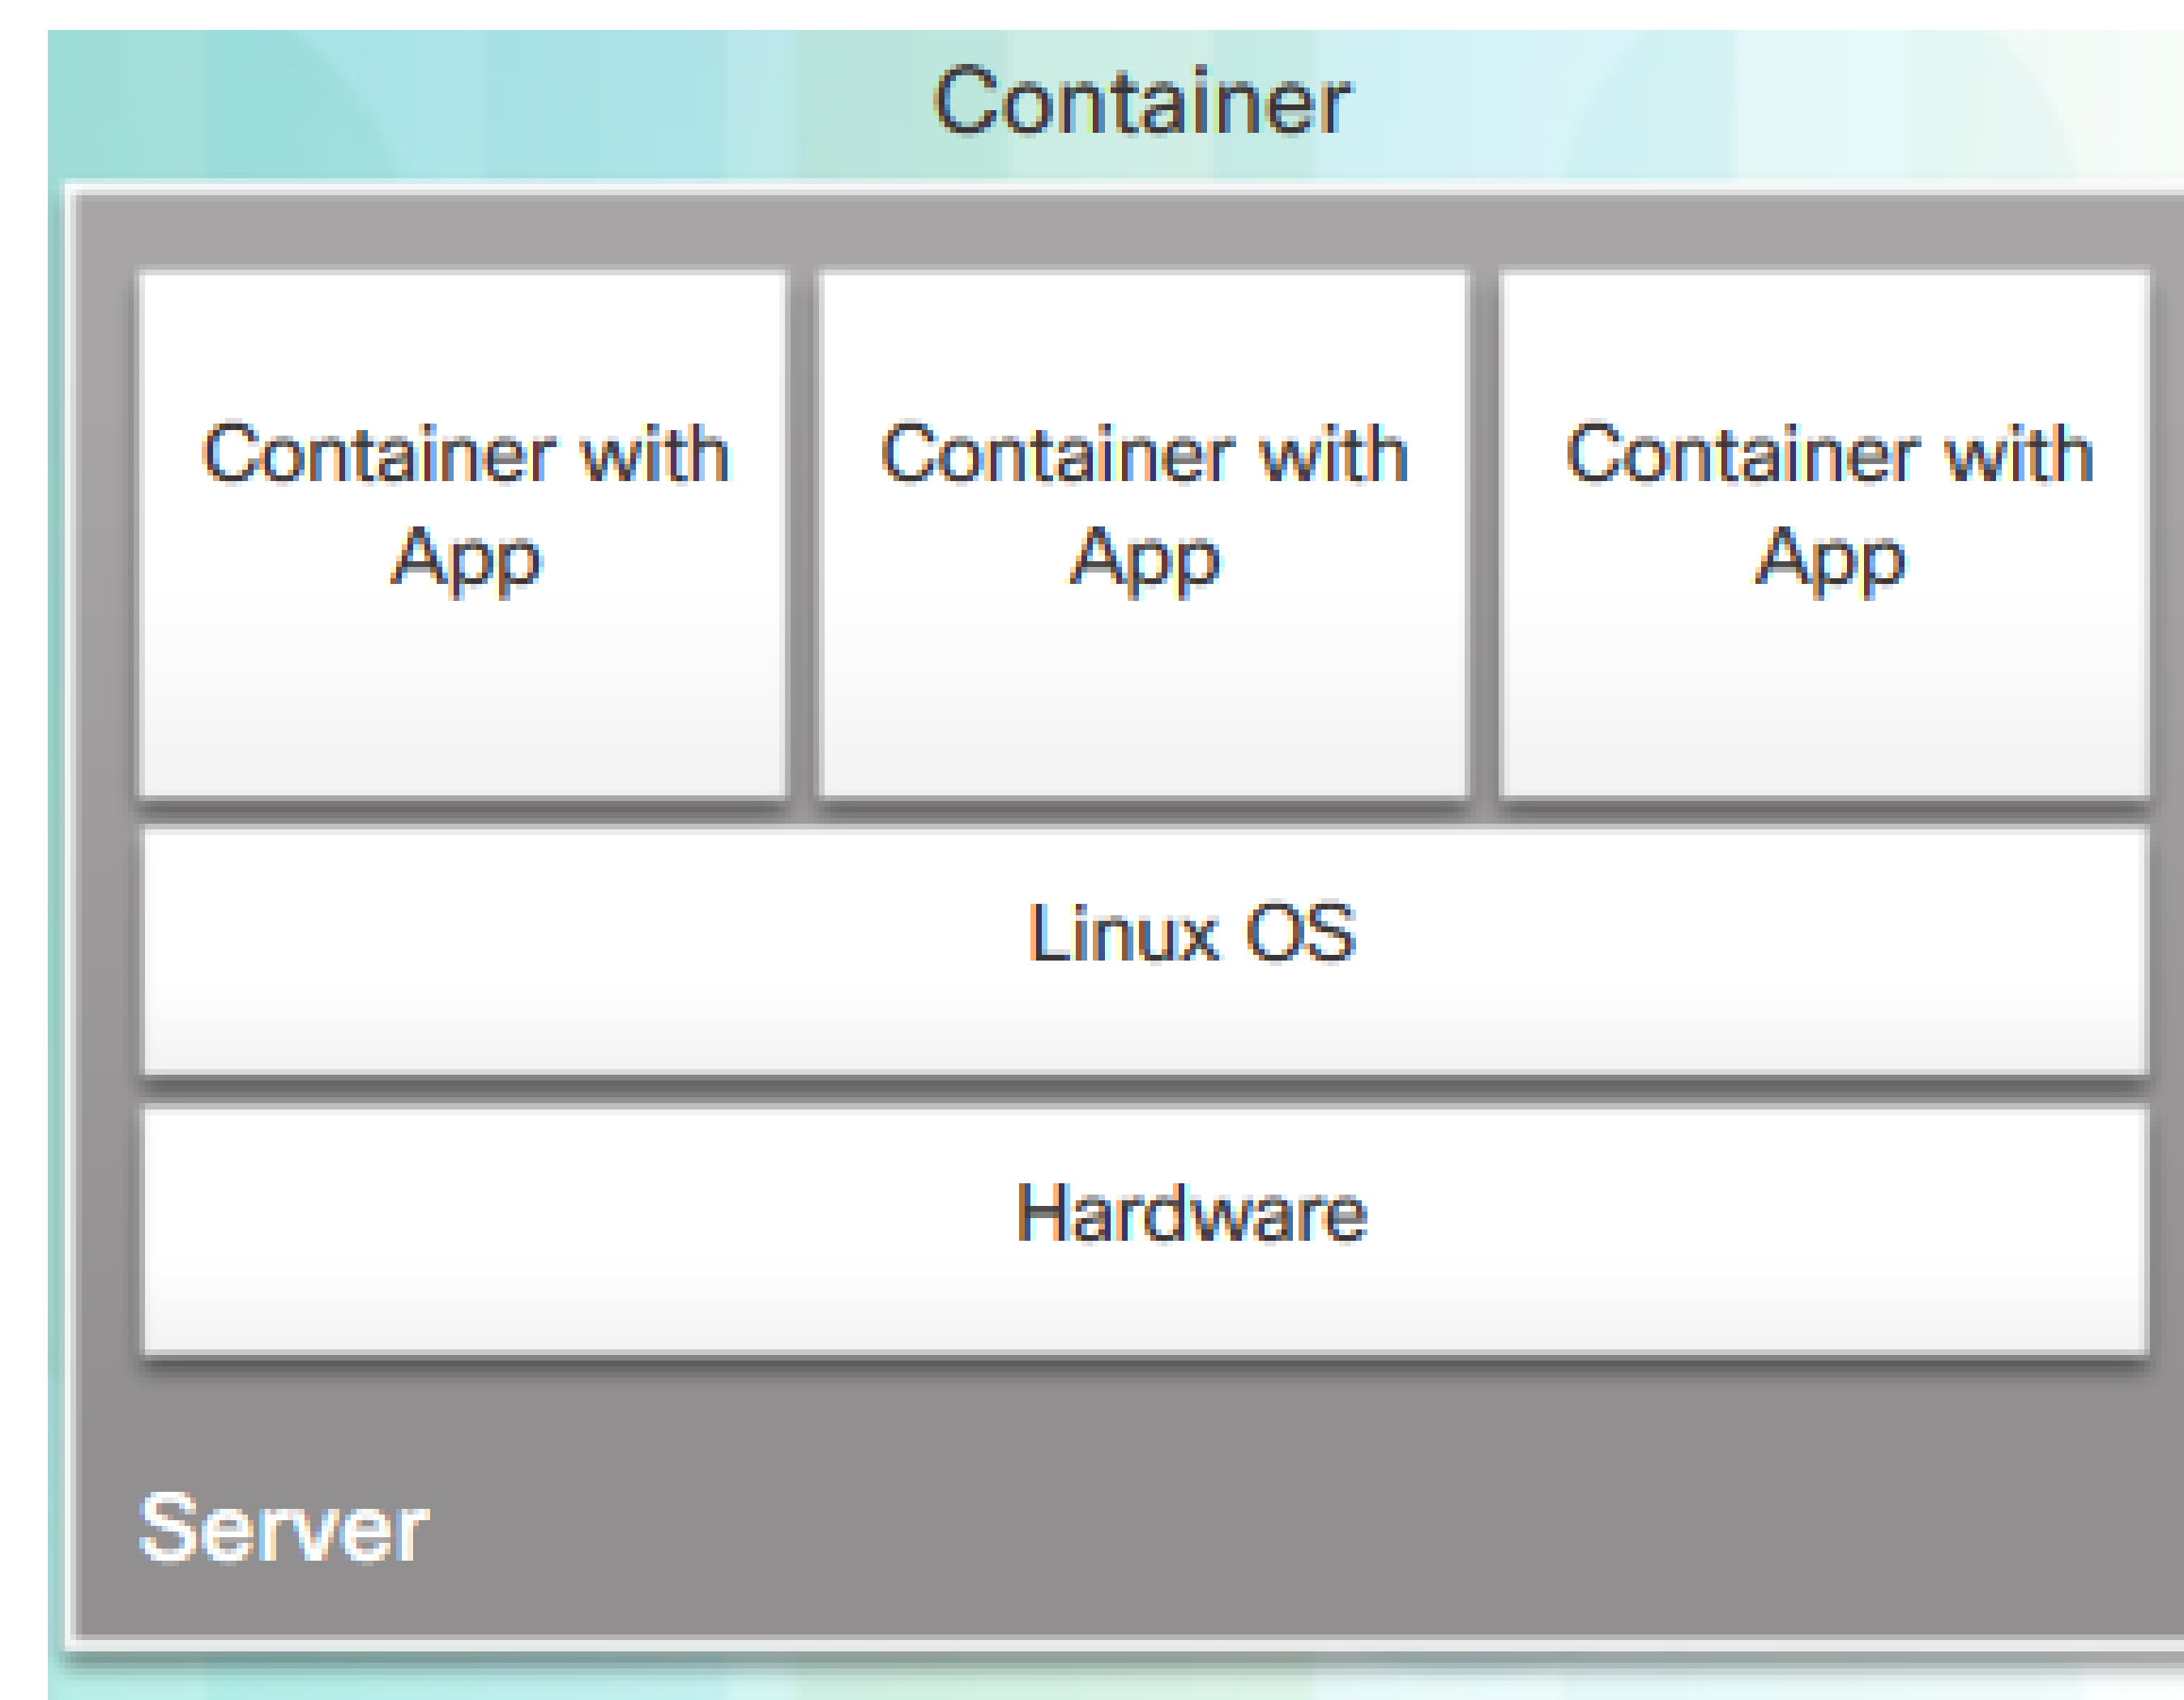 Container
Container with
App
Container with
App
Container with
App
Linux OS
Hardware
Server